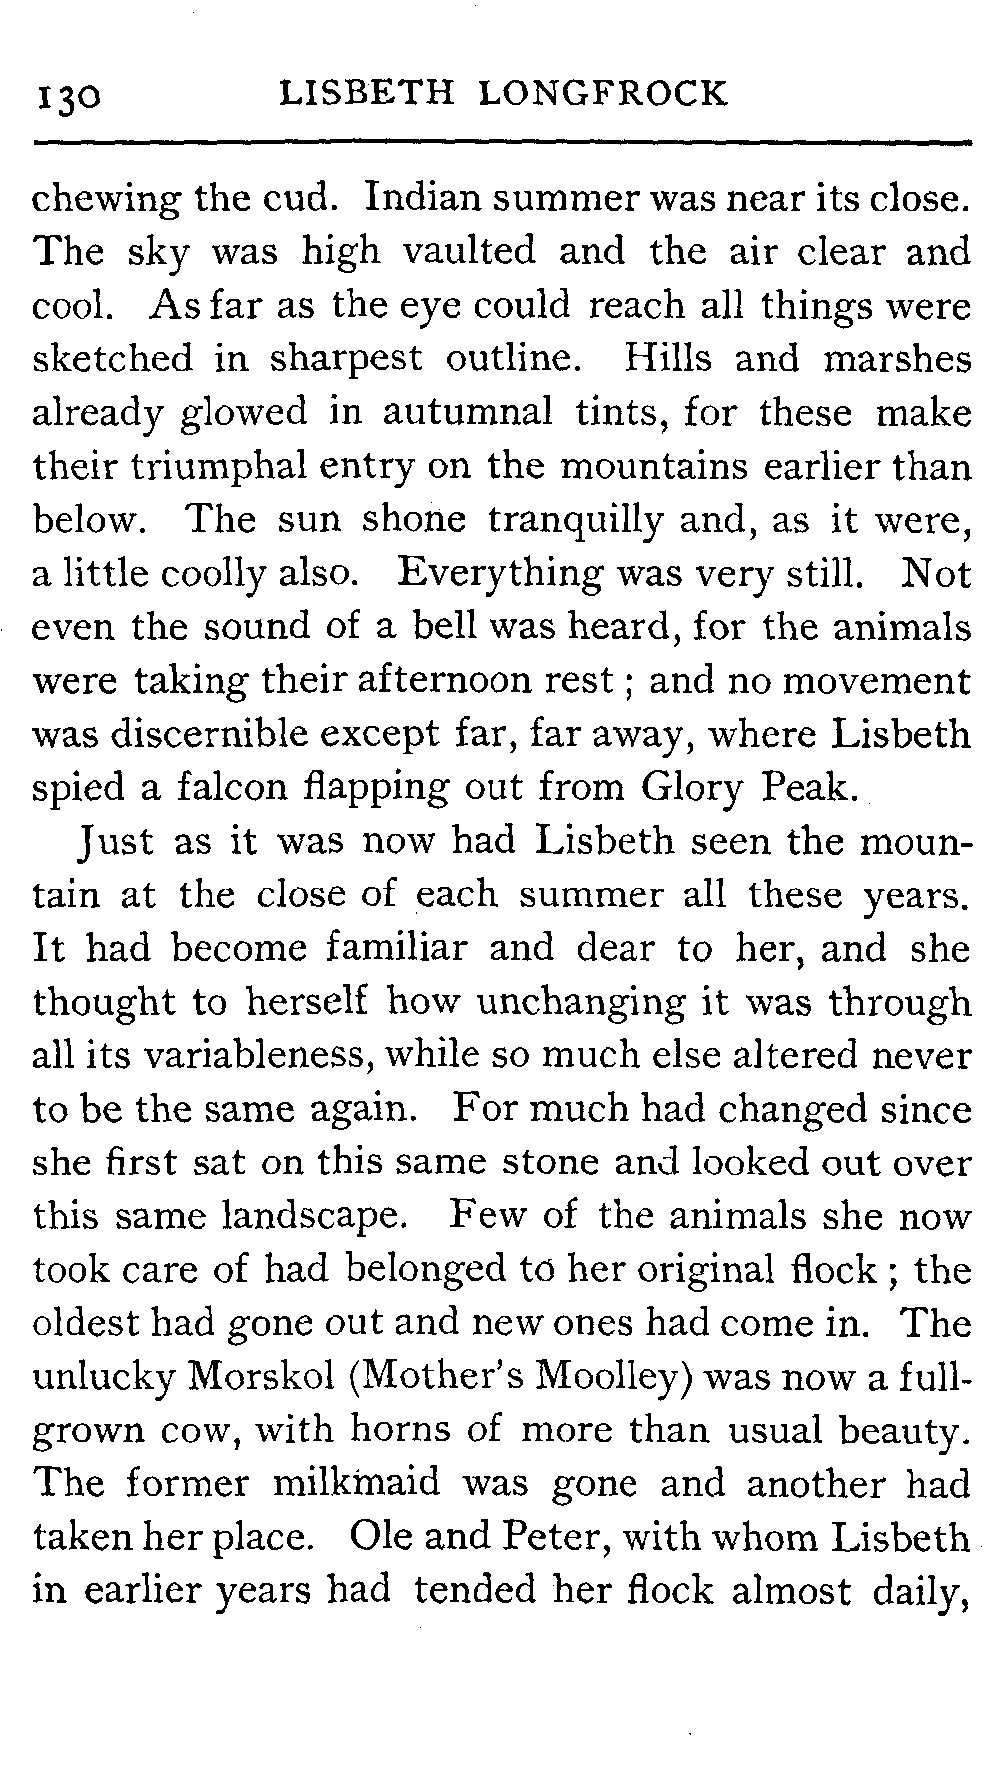 130 LISBETH LONGFROCK
chewing the cud. Indian summer was near its close.
The sky was high vaulted and the air clear and
cool. As far as the eye could reach all things were
sketched in sharpest outline. Hills and marshes
already glowed in autumnal tints, for these make
their triumphal entry on the mountains earlier than
below. The sun shone tranquilly and, as it were,
a little coolly also. Everything was very still. Not
even the sound of a bell was heard, for the animals
were taking their afternoon rest ; and no movement
was discernible except far, far away, where Lisbeth
spied a falcon flapping out from Glory Peak.
Just as it was now had Lisbeth seen the moun-
tain at the close of each summer all these years.
It had become familiar and dear to her, and she
thought to herself how unchanging it was through
all its variableness, while so much else altered never
to be the same again. For much had changed since
she first sat on this same stone and looked out over
this same landscape. Few of the animals she now
took care of had belonged to her original flock ; the
oldest had gone out and new ones had come in. The
unlucky Morskol (Mother's Moolley) was now a full-
grown cow, with horns of more than usual beauty.
The former milkmaid was gone and another had
taken her place. Ole and Peter, with whom Lisbeth
in earlier years had tended her flock almost daily,